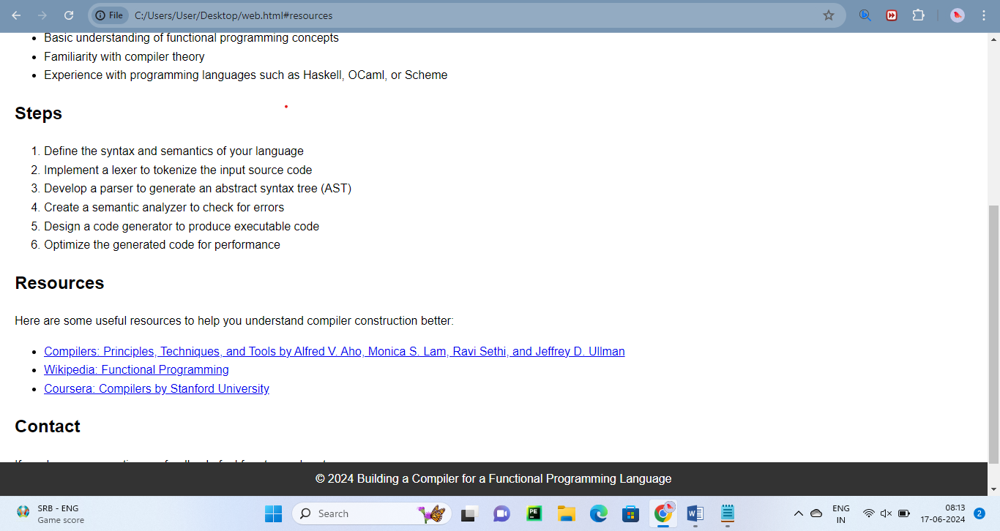 File C:/Users/User/Desktop/web.html#resources
Basic understanding of functional programming concepts
Familiarity with compiler theory
Experience with programming languages such as Haskell, OCaml, or Scheme
Steps
1. Define the syntax and semantics of your language
2. Implement a lexer to tokenize the input source code
3. Develop a parser to generate an abstract syntax tree (AST)
4. Create a semantic analyzer to check for errors
5. Design a code generator to produce executable code
6. Optimize the generated code for performance
Resources
Here are some useful resources to help you understand compiler construction better:
Compilers: Principles, Techniques, and Tools by Alfred V. Aho, Monica S. Lam, Ravi Sethi, and Jeffrey D. Ullman
Wikipedia: Functional Programming
Coursera: Compilers by Stanford University
Contact
© 2024 Building a Compiler for a Functional Programming Language
SRB - ENG
Game score
Search
PE
W
ENG
IN
08:13
17-06-2024
2